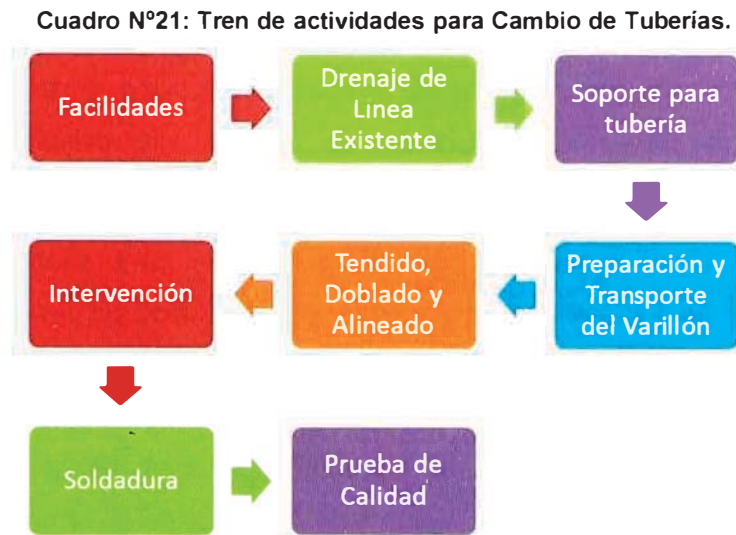 Cuadro Nº21: Tren de actividades para Cambio de Tuberías.
Facilidades
Drenaje de
Línea
Existente
Soporte para
tubería
Preparación y
Transporte
del Varillón
Tendido,
Doblado y
Alineado
Intervención
Soldadura
Prueba de
Calidad